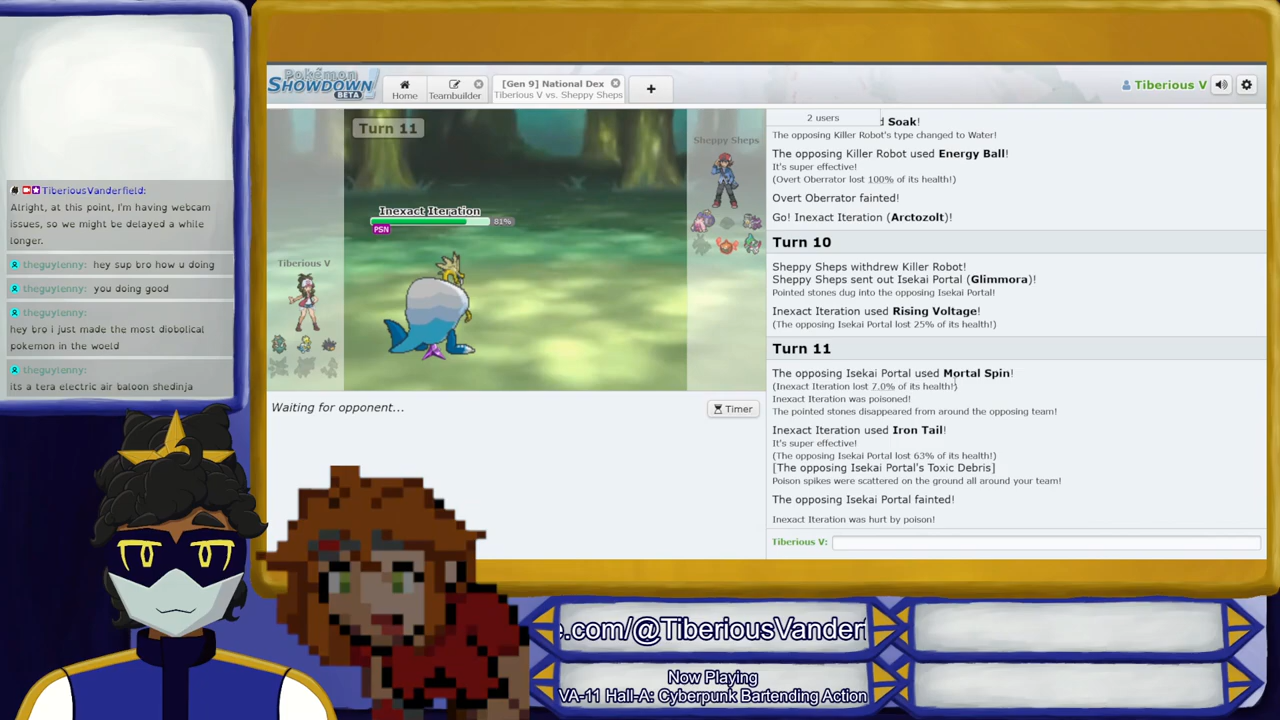 TiberiousVanderfield:
Alright, at this point, I'm having webcam
issues, so we might be delayed a while
longer.
theguylenny: hey sup bro how u doing
theguylenny: you doing good
theguylenny:
hey bro i just made the most diobolical
pokemon in the woeld
theguylenny:
its a tera electric air baloon shedinja
Pokémon
SHOWDOWN!
BETA
Home
Teambuilder
[Gen 9] National Dex
Tiberious V vs. Sheppy Sheps
+
Tiberious V
Turn 11
Inexact Iteration
81%
PSN
Tiberious V
Sheppy Sheps
Waiting for opponent...
Timer
2 users
d Soak!
The opposing Killer Robot's type changed to Water!
The opposing Killer Robot used Energy Ball!
It's super effective!
(Overt Oberrator lost 100% of its health!)
Overt Oberrator fainted!
Go! Inexact Iteration (Arctozolt)!
Turn 10
Sheppy Sheps withdrew Killer Robot!
Sheppy Sheps sent out Isekai Portal (Glimmora)!
Pointed stones dug into the opposing Isekai Portal!
Inexact Iteration used Rising Voltage!
(The opposing Isekai Portal lost 25% of its health!)
Turn 11
The opposing Isekai Portal used Mortal Spin!
(Inexact Iteration lost 7.0% of its health!)
Inexact Iteration was poisoned!
The pointed stones disappeared from around the opposing team!
Inexact Iteration used Iron Tail!
It's super effective!
(The opposing Isekai Portal lost 63% of its health!)
[The opposing Isekai Portal's Toxic Debris]
Poison spikes were scattered on the ground all around your team!
The opposing Isekai Portal fainted!
Inexact Iteration was hurt by poison!
Tiberious V:
e.com/@TiberiousVanderf
Now Playing
VA-11 Hall-A: Cyberpunk Bartending Action